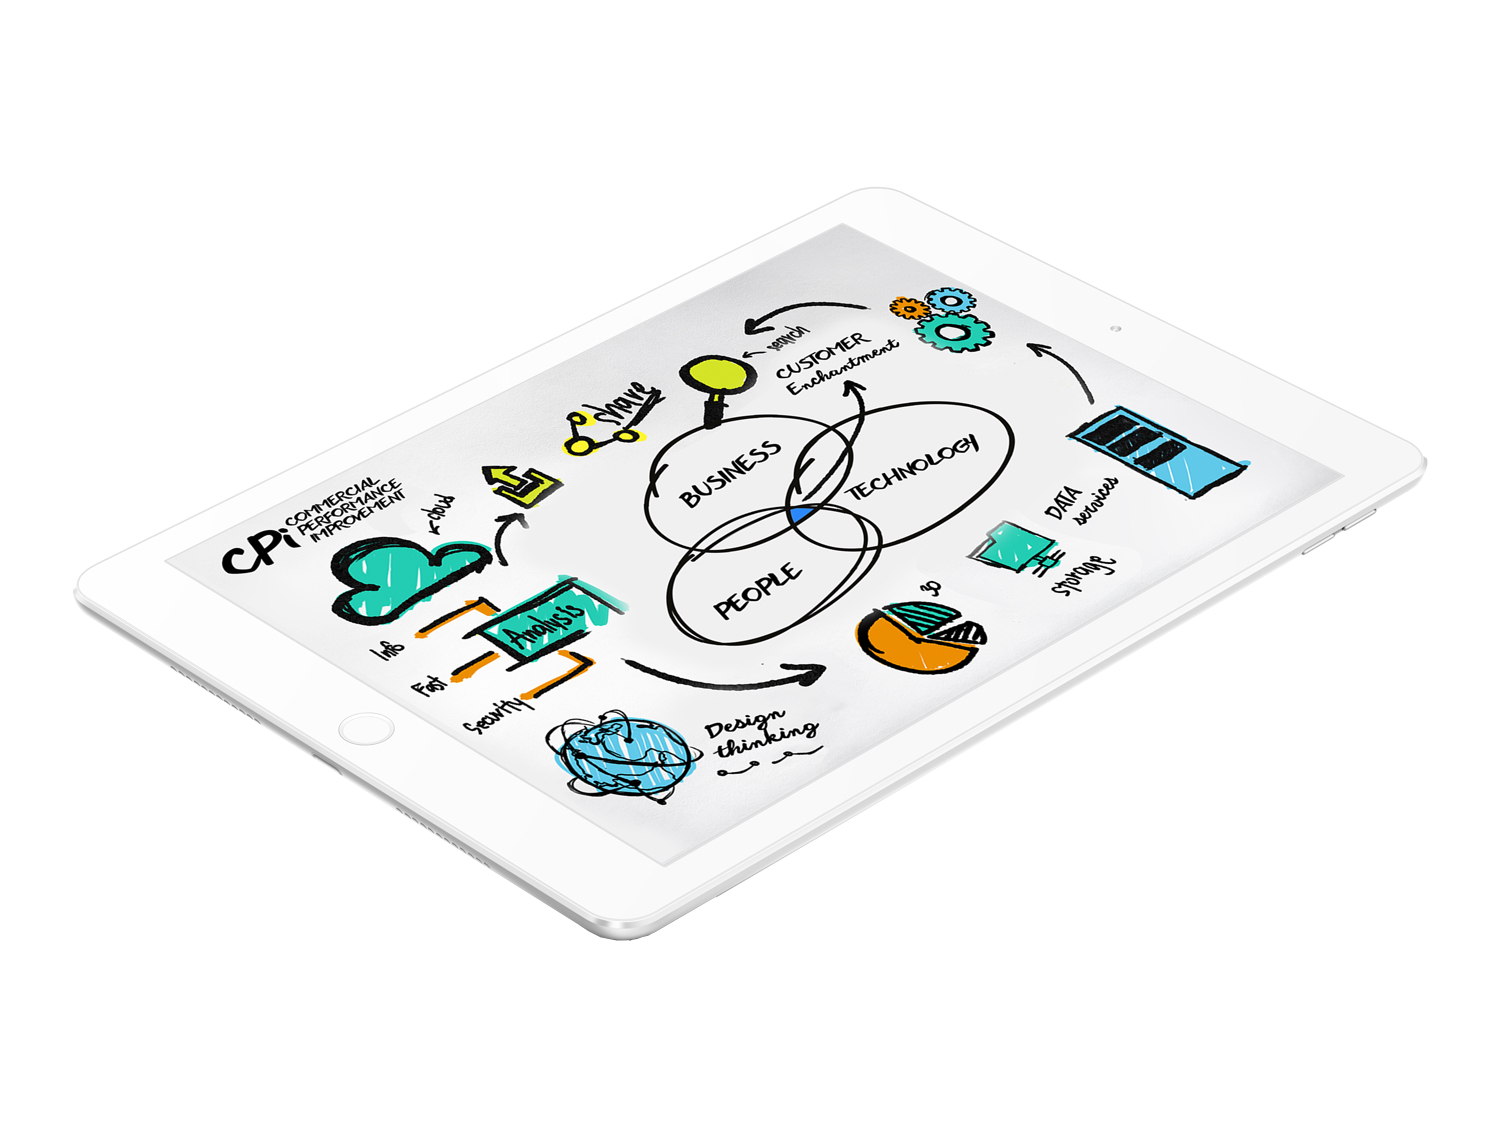 CPi
COMMERCIAL
PERFORMANCE
IMPROVEMENT
cloud
share
search
CUSTOMER
Enchantment
BUSINESS
TECHNOLOGY
PEOPLE
DATA
services
storage
Analysis
Info
Fast
Security
Design
thinking